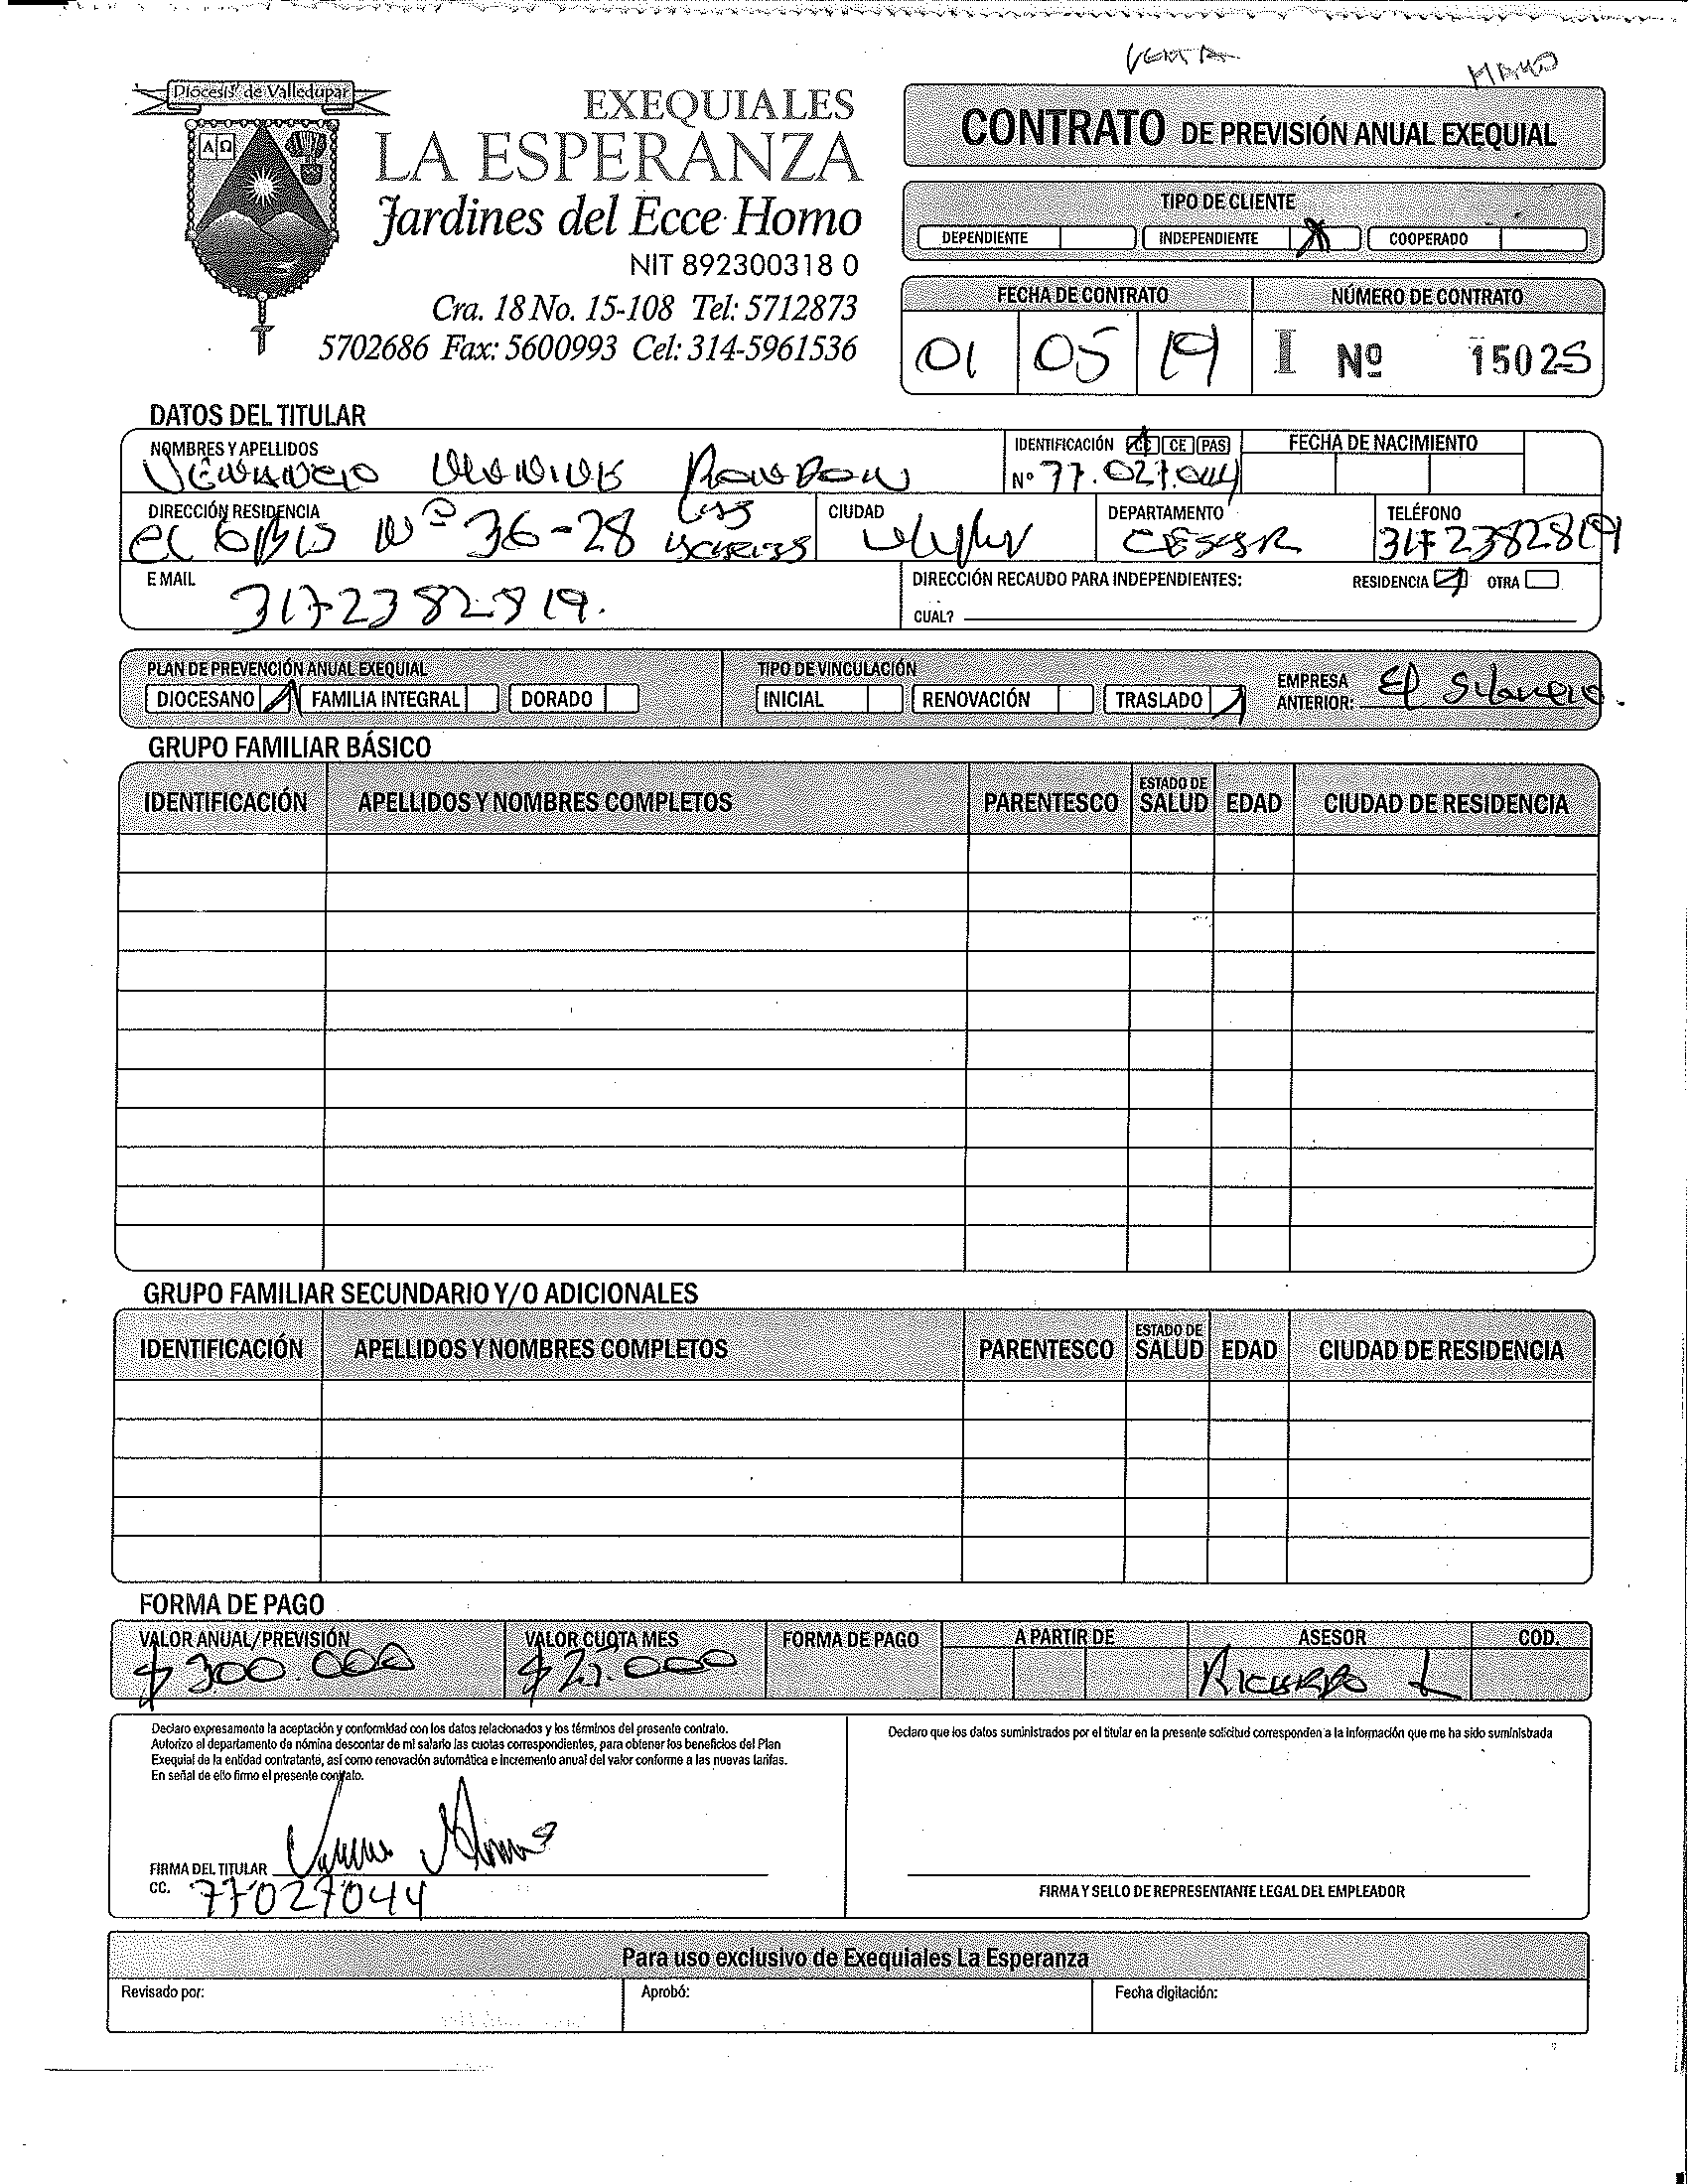 VENTA MAYO
Diócesis de Valledupar
A Ω
EXEQUIALES
LA ESPERANZA
Jardines del Ecce Homo
NIT 892300318 0
Cra. 18 No. 15-108 Tel: 5712873
5702686 Fax: 5600993 Cel: 314-5961536
CONTRATO DE PREVISIÓN ANUAL EXEQUIAL
TIPO DE CLIENTE
DEPENDIENTE INDEPENDIENTE X COOPERADO
FECHA DE CONTRATO NÚMERO DE CONTRATO
01 05 19 I Nº 15025
DATOS DEL TITULAR
NOMBRES Y APELLIDOS IDENTIFICACIÓN CC CE PAS FECHA DE NACIMIENTO
Nº 77.027.044
DIRECCIÓN RESIDENCIA CIUDAD DEPARTAMENTO TELÉFONO
Nº 36-28 CESAR 3172382819
E MAIL DIRECCIÓN RECAUDO PARA INDEPENDIENTES: RESIDENCIA OTRA
3172382819.
CUAL?
PLAN DE PREVENCIÓN ANUAL EXEQUIAL TIPO DE VINCULACIÓN
DIOCESANO FAMILIA INTEGRAL DORADO INICIAL RENOVACIÓN TRASLADO EMPRESA ANTERIOR: El
GRUPO FAMILIAR BÁSICO
IDENTIFICACIÓN APELLIDOS Y NOMBRES COMPLETOS PARENTESCO ESTADO DE SALUD EDAD CIUDAD DE RESIDENCIA
GRUPO FAMILIAR SECUNDARIO Y/O ADICIONALES
IDENTIFICACIÓN APELLIDOS Y NOMBRES COMPLETOS PARENTESCO ESTADO DE SALUD EDAD CIUDAD DE RESIDENCIA
FORMA DE PAGO
VALOR ANUAL/PREVISIÓN VALOR CUOTA MES FORMA DE PAGO A PARTIR DE ASESOR COD.
$ 300.000 RICARDO L
Declaro expresamente la aceptación y conformidad con los datos relacionados y los términos del presente contrato.
Autorizo al departamento de nómina descontar de mi salario las cuotas correspondientes, para obtener los beneficios del Plan
Exequial de la entidad contratante, así como renovación automática e incremento anual del valor conforme a las nuevas tarifas.
En señal de ello firmo el presente contrato.
Declaro que los datos suministrados por el titular en la presente solicitud corresponden a la información que me ha sido suministrada
FIRMA DEL TITULAR
CC. 77027044
FIRMA Y SELLO DE REPRESENTANTE LEGAL DEL EMPLEADOR
Para uso exclusivo de Exequiales La Esperanza
Revisado por: Aprobó: Fecha digitación: